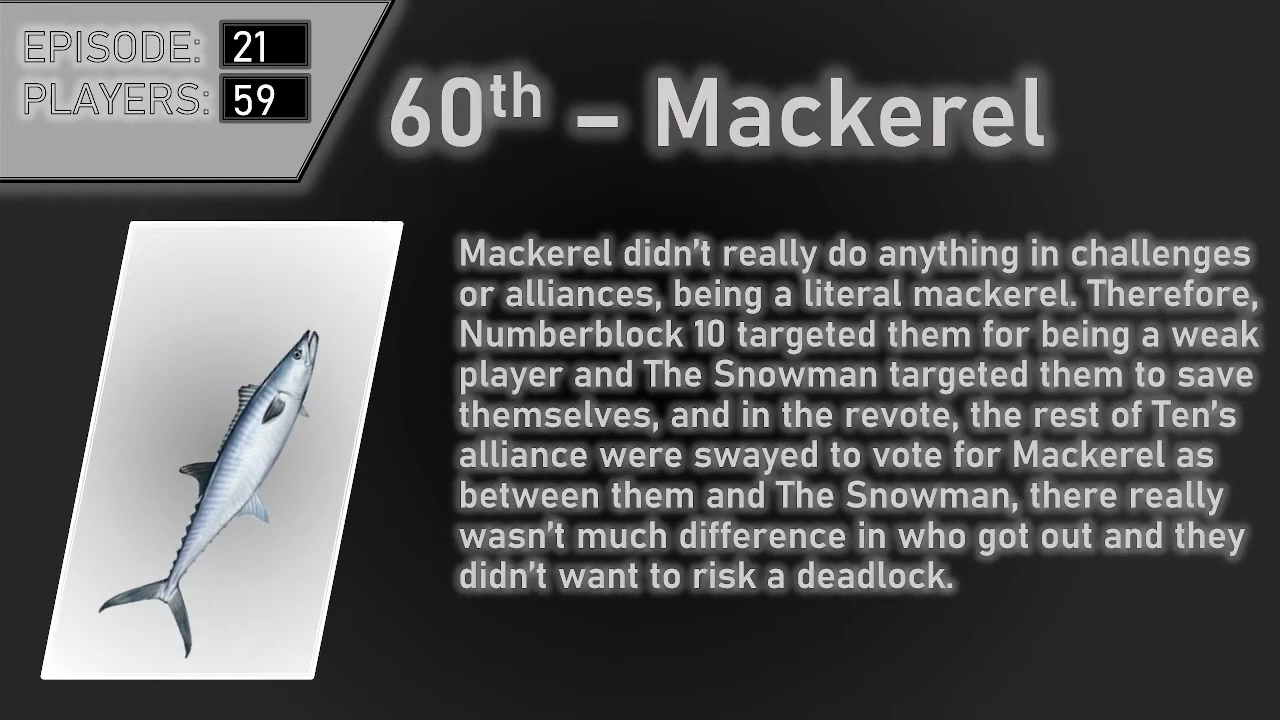 EPISODE: 21
PLAYERS: 59
60th – Mackerel
Mackerel didn't really do anything in challenges
or alliances, being a literal mackerel. Therefore,
Numberblock 10 targeted them for being a weak
player and The Snowman targeted them to save
themselves, and in the revote, the rest of Ten's
alliance were swayed to vote for Mackerel as
between them and The Snowman, there really
wasn't much difference in who got out and they
didn't want to risk a deadlock.